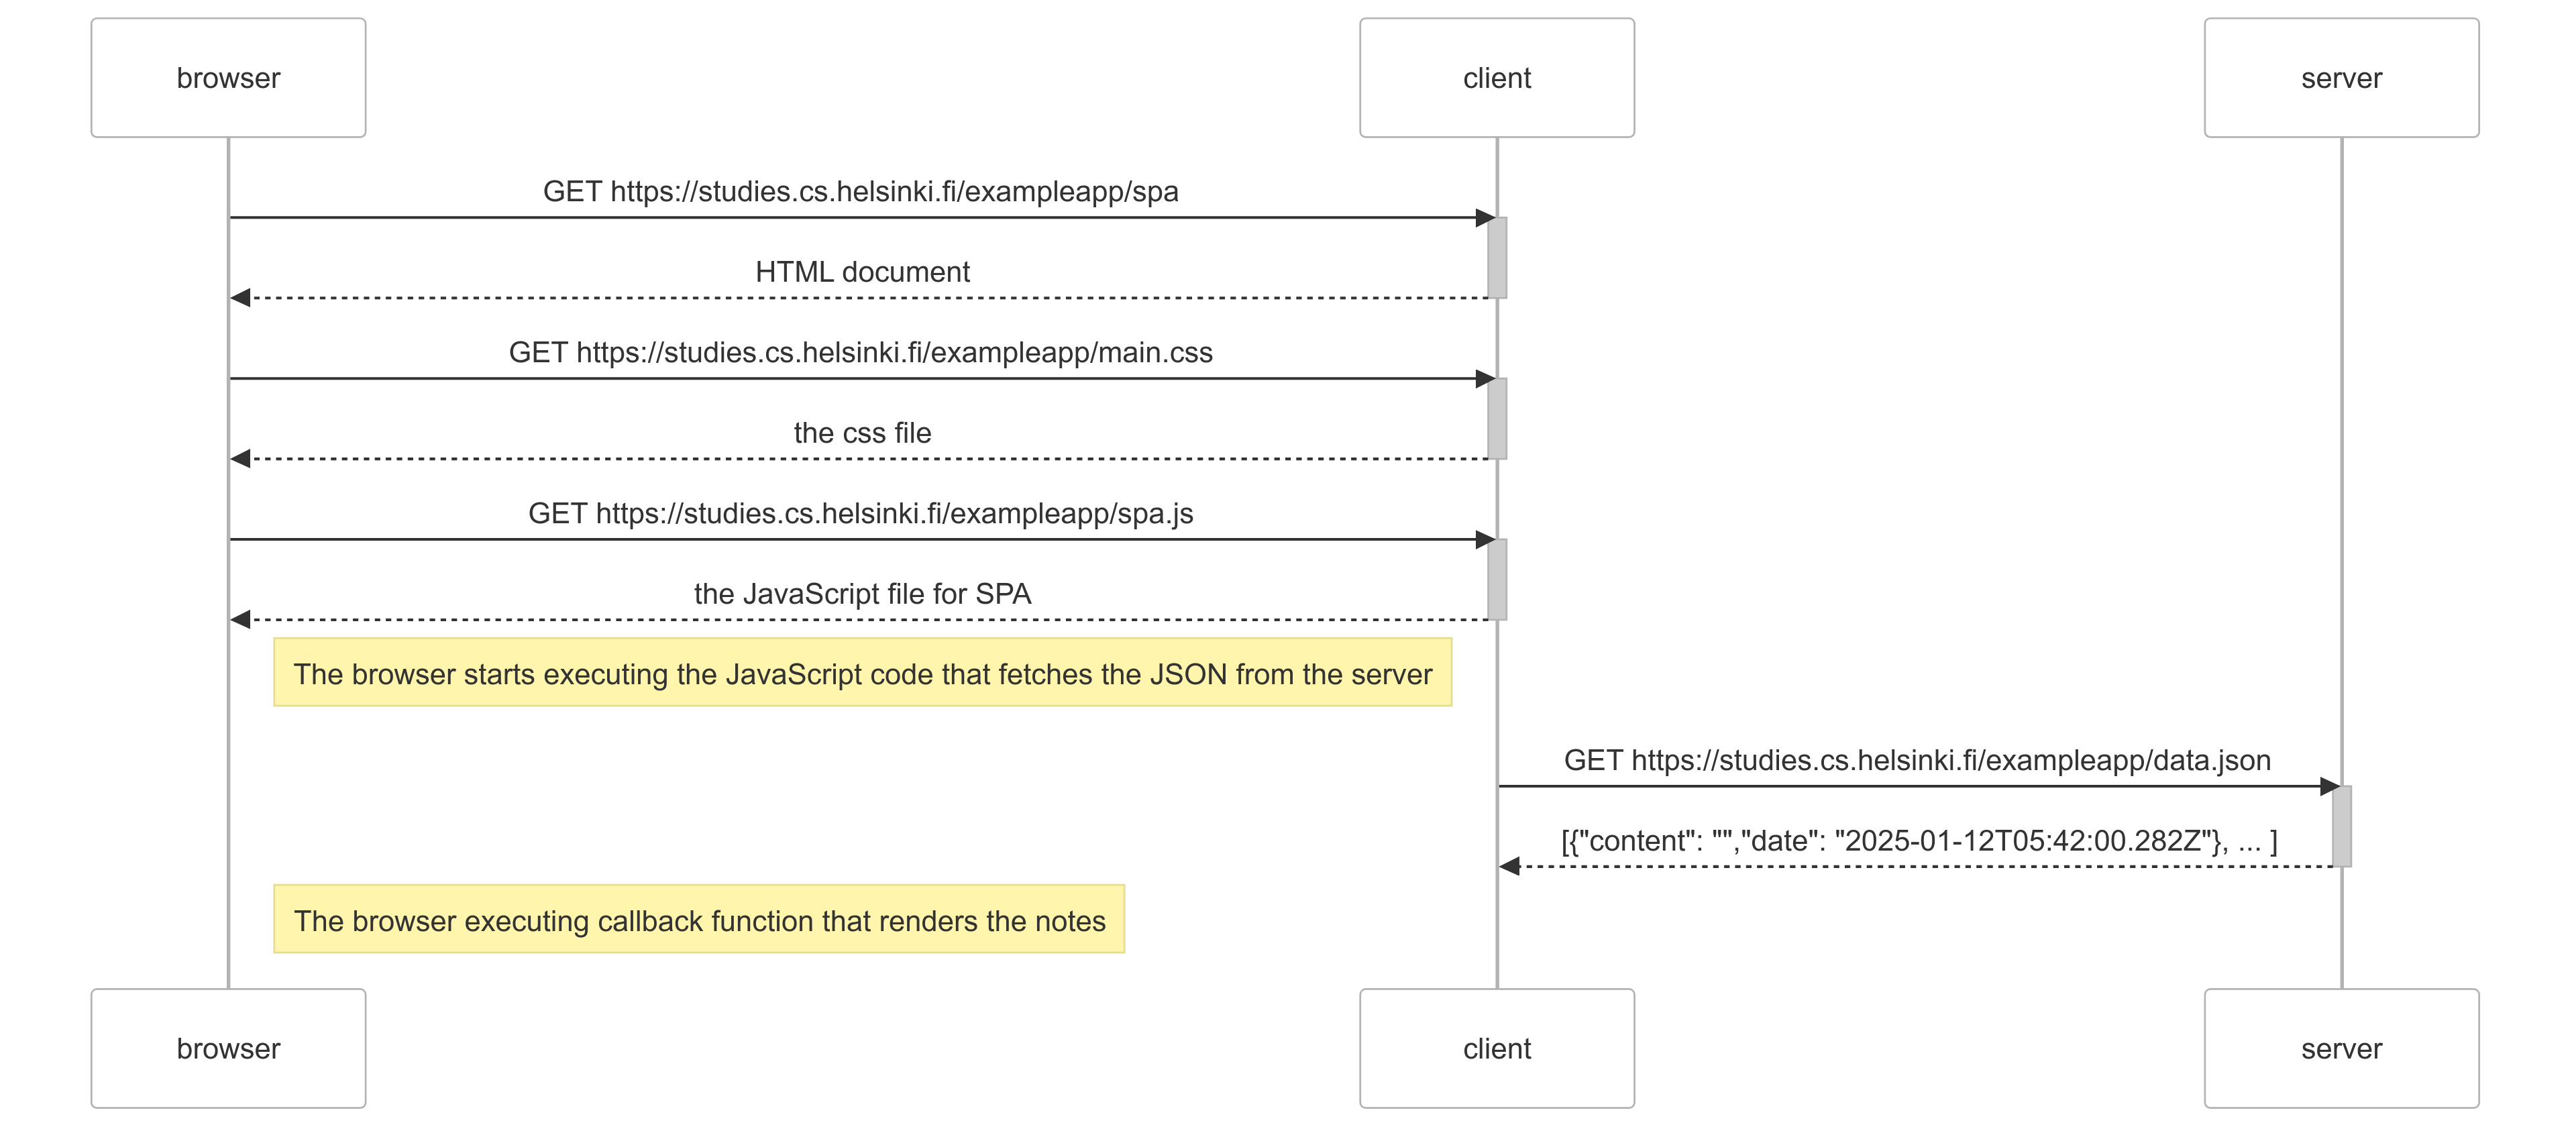 browser
client
server
GET https://studies.cs.helsinki.fi/exampleapp/spa
HTML document
GET https://studies.cs.helsinki.fi/exampleapp/main.css
the css file
GET https://studies.cs.helsinki.fi/exampleapp/spa.js
the JavaScript file for SPA
The browser starts executing the JavaScript code that fetches the JSON from the server
GET https://studies.cs.helsinki.fi/exampleapp/data.json
[{"content": "","date": "2025-01-12T05:42:00.282Z"}, ... ]
The browser executing callback function that renders the notes
browser
client
server